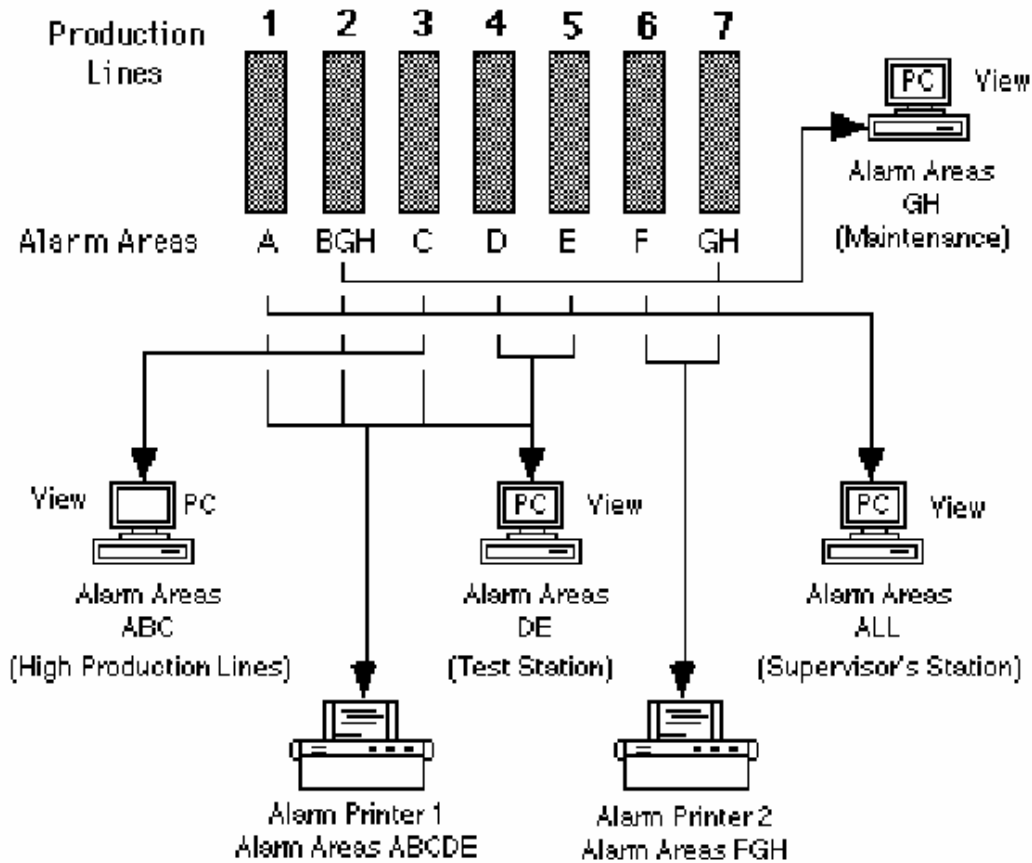 Production
Lines
1 2 3 4 5 6 7
PC View
Alarm Areas
GH
(Maintenance)
Alarm Areas A BGH C D E F GH
View PC
Alarm Areas
ABC
(High Production Lines)
PC View
Alarm Areas
DE
(Test Station)
PC View
Alarm Areas
ALL
(Supervisor's Station)
Alarm Printer 1
Alarm Areas ABCDE
Alarm Printer 2
Alarm Areas FGH